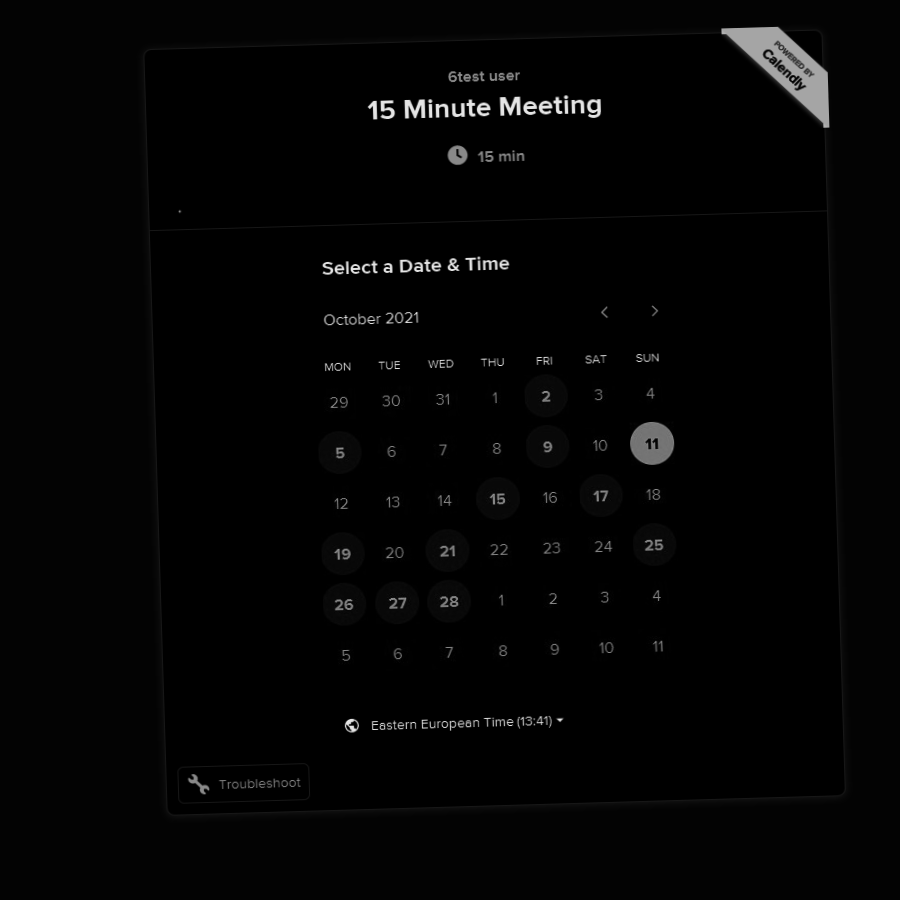 POWERED BY
Calendly
6test user
15 Minute Meeting
15 min
Select a Date & Time
October 2021
MON TUE WED THU FRI SAT SUN
29 30 31 1 2 3 4
5 6 7 8 9 10 11
12 13 14 15 16 17 18
19 20 21 22 23 24 25
26 27 28 1 2 3 4
5 6 7 8 9 10 11
Eastern European Time (13:41)
Troubleshoot